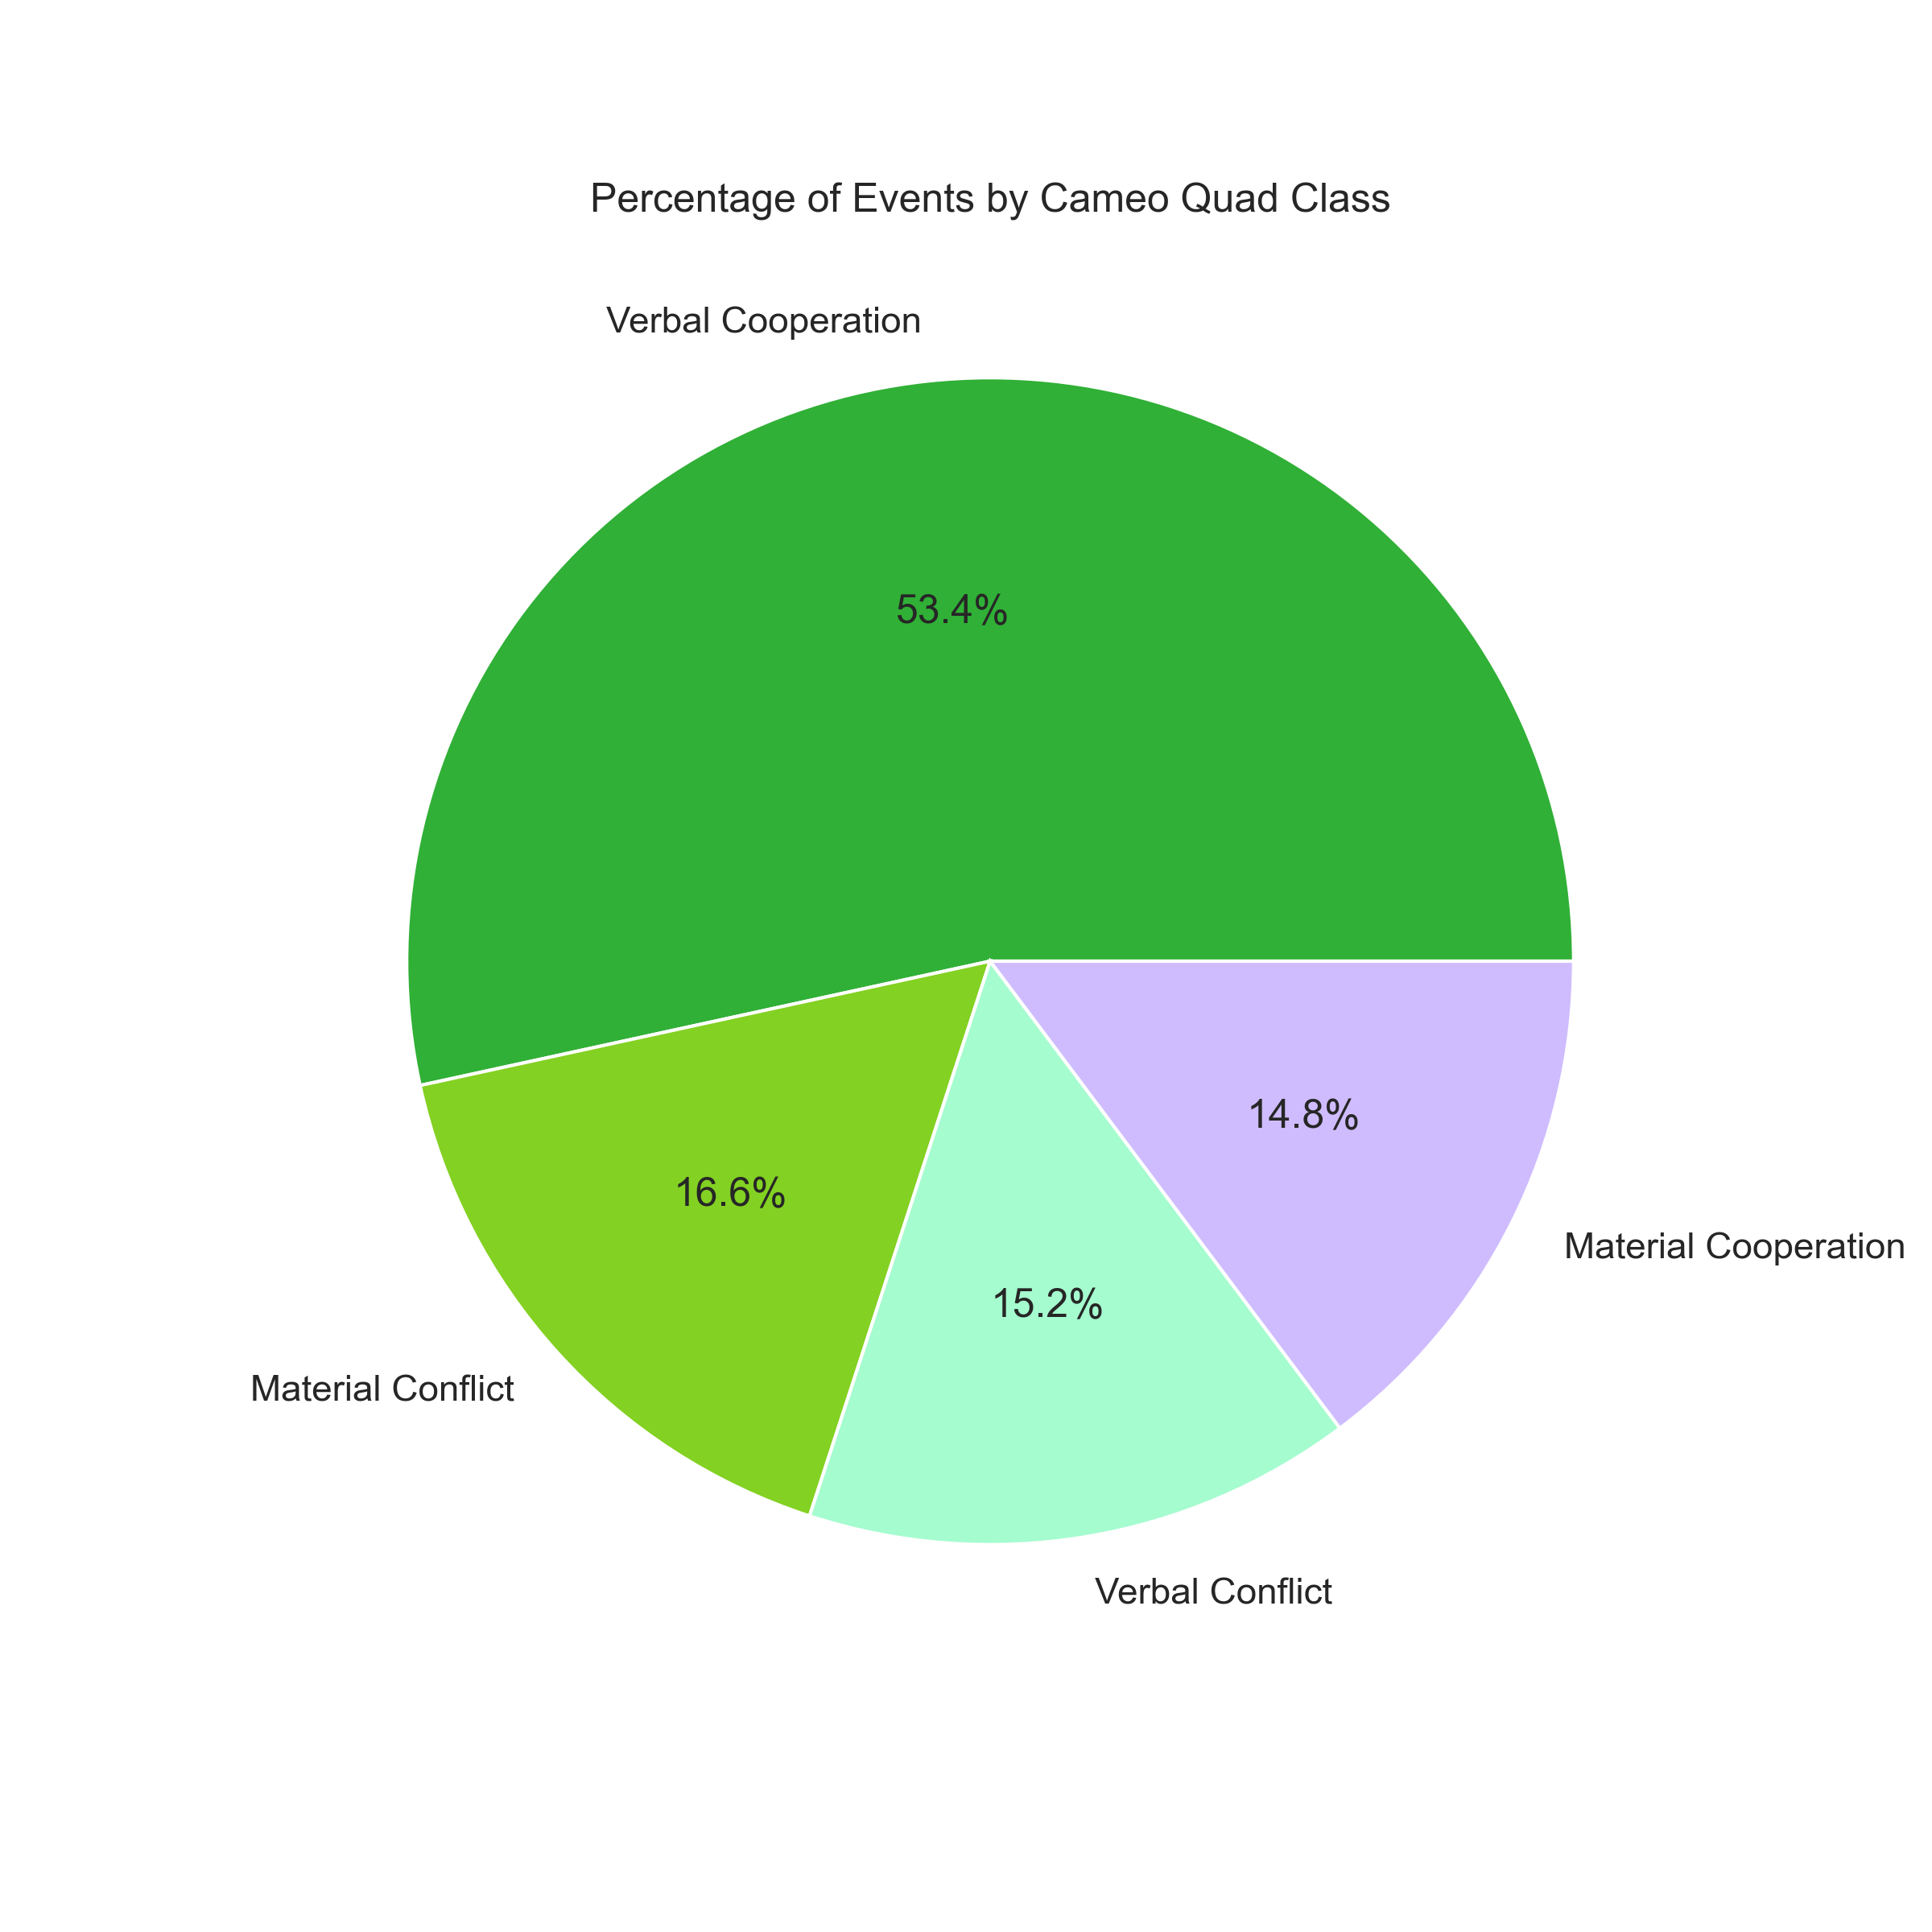 Percentage of Events by Cameo Quad Class
Verbal Cooperation
53.4%
14.8%
16.6%
Material Cooperation
15.2%
Material Conflict
Verbal Conflict